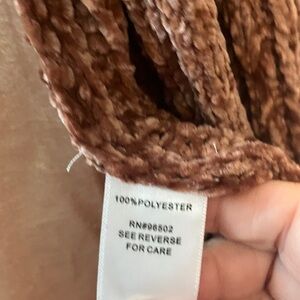 100%POLYESTER
RN#96502
SEE REVERSE
FOR CARE